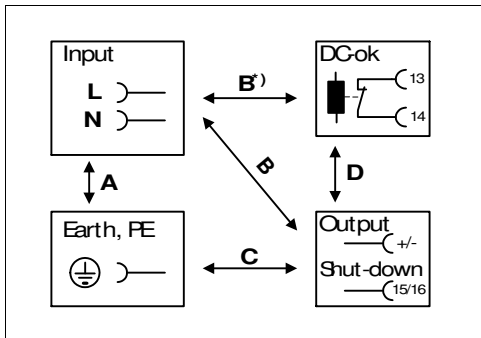 Input
L
N
B*)
DC-ok
13
14
A
B
D
Earth, PE
C
Output
+/-
Shut-down
15/16